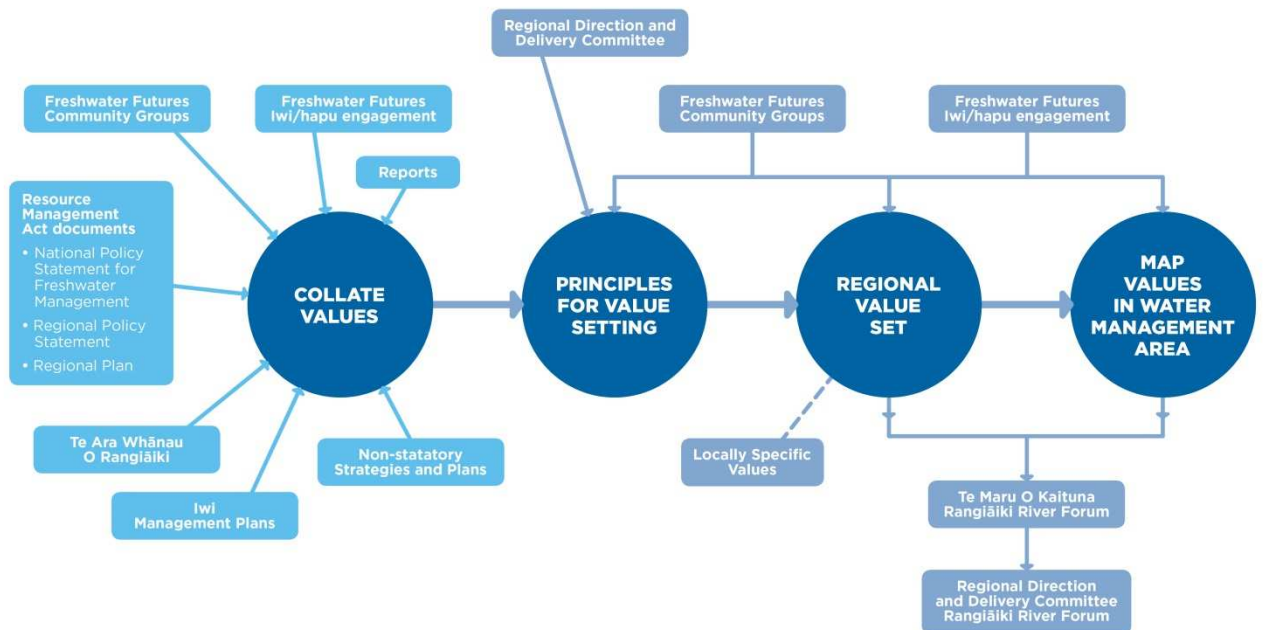 Regional Direction and
Delivery Committee
Freshwater Futures
Community Groups
Freshwater Futures
Iwi/hapu engagement
Reports
Freshwater Futures
Community Groups
Freshwater Futures
Iwi/hapu engagement
Resource
Management
Act documents
• National Policy
Statement for
Freshwater
Management
• Regional Policy
Statement
• Regional Plan
COLLATE
VALUES
PRINCIPLES
FOR VALUE
SETTING
REGIONAL
VALUE
SET
MAP
VALUES
IN WATER
MANAGEMENT
AREA
Te Ara Whānau
O Rangiāiki
Iwi
Management Plans
Non-statatory
Strategies and Plans
Locally Specific
Values
Te Maru O Kaituna
Rangiāiki River Forum
Regional Direction
and Delivery Committee
Rangiāiki River Forum